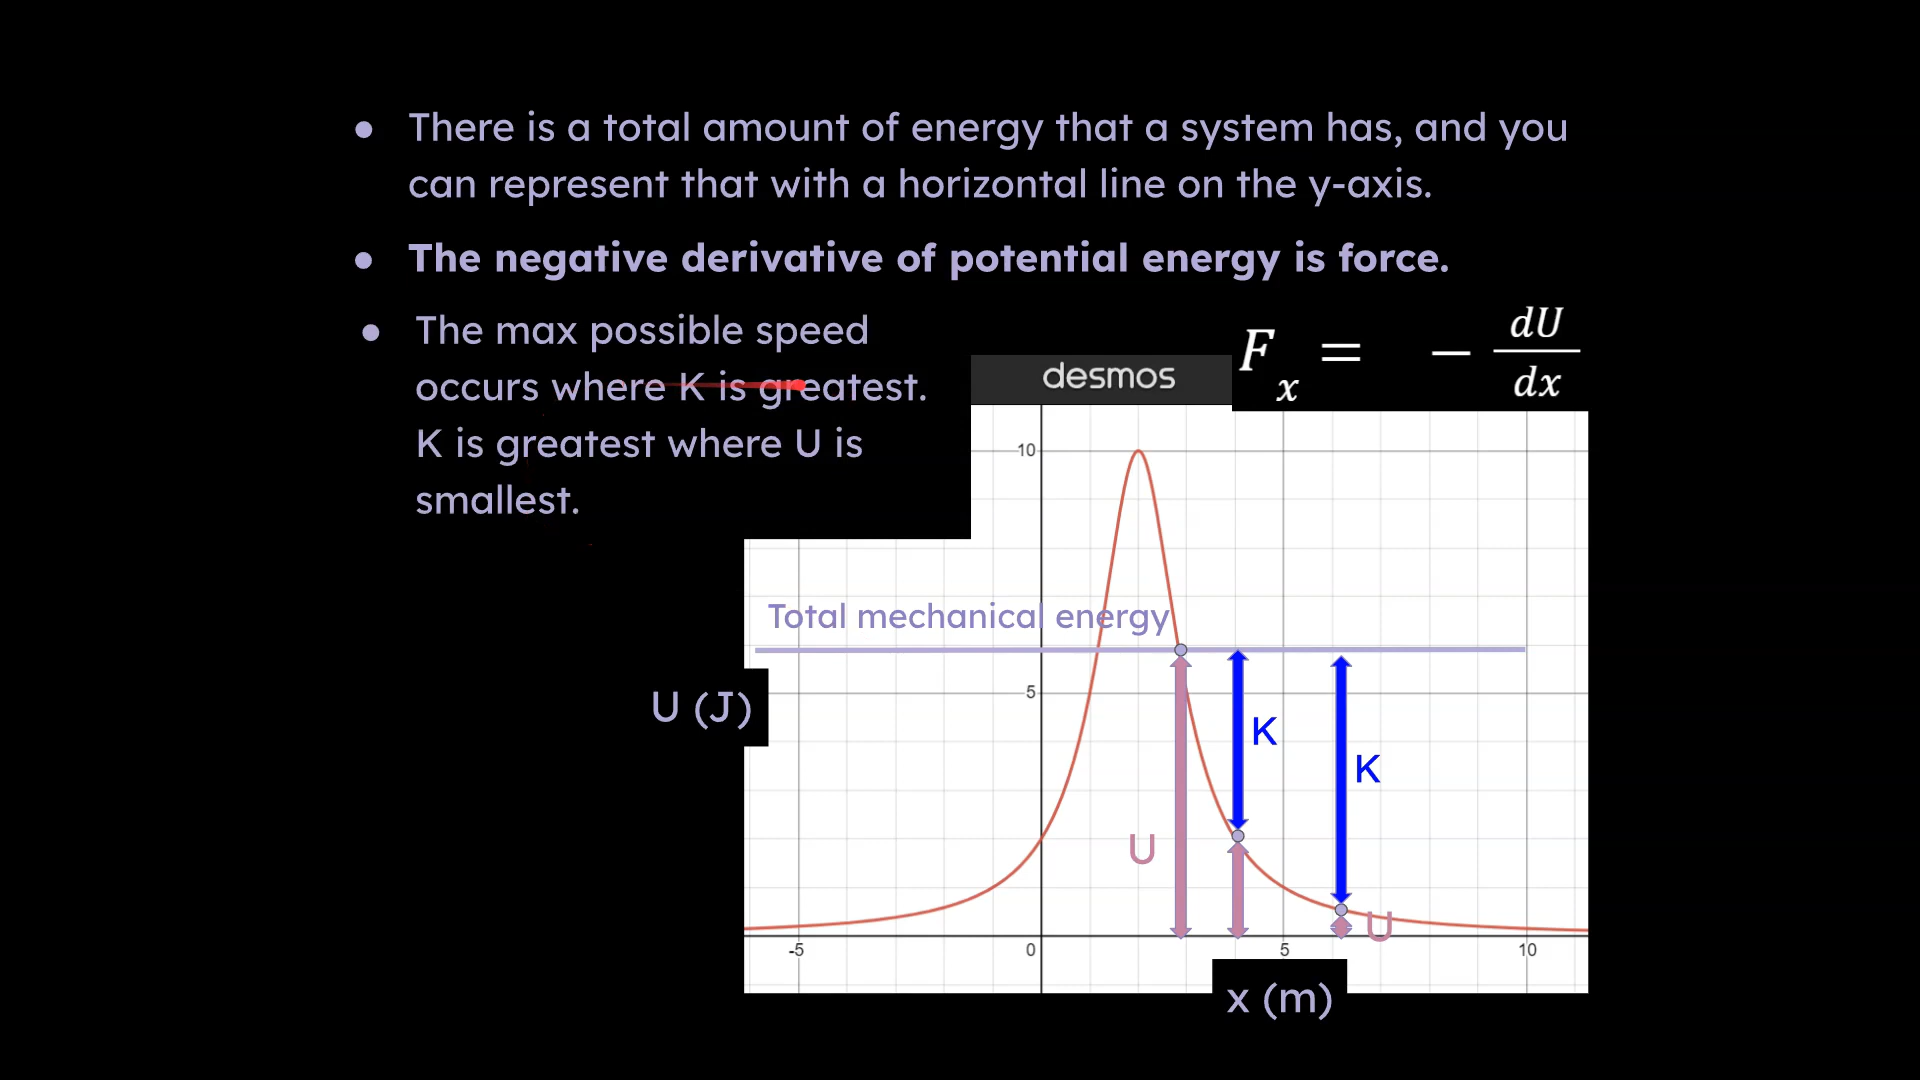 There is a total amount of energy that a system has, and you
can represent that with a horizontal line on the y-axis.
The negative derivative of potential energy is force.
The max possible speed
occurs where K is greatest.
K is greatest where U is
smallest.
F_x = - dU/dx
desmos
10
Total mechanical energy
5
U (J)
K
K
U
U
-5
0
5
10
x (m)